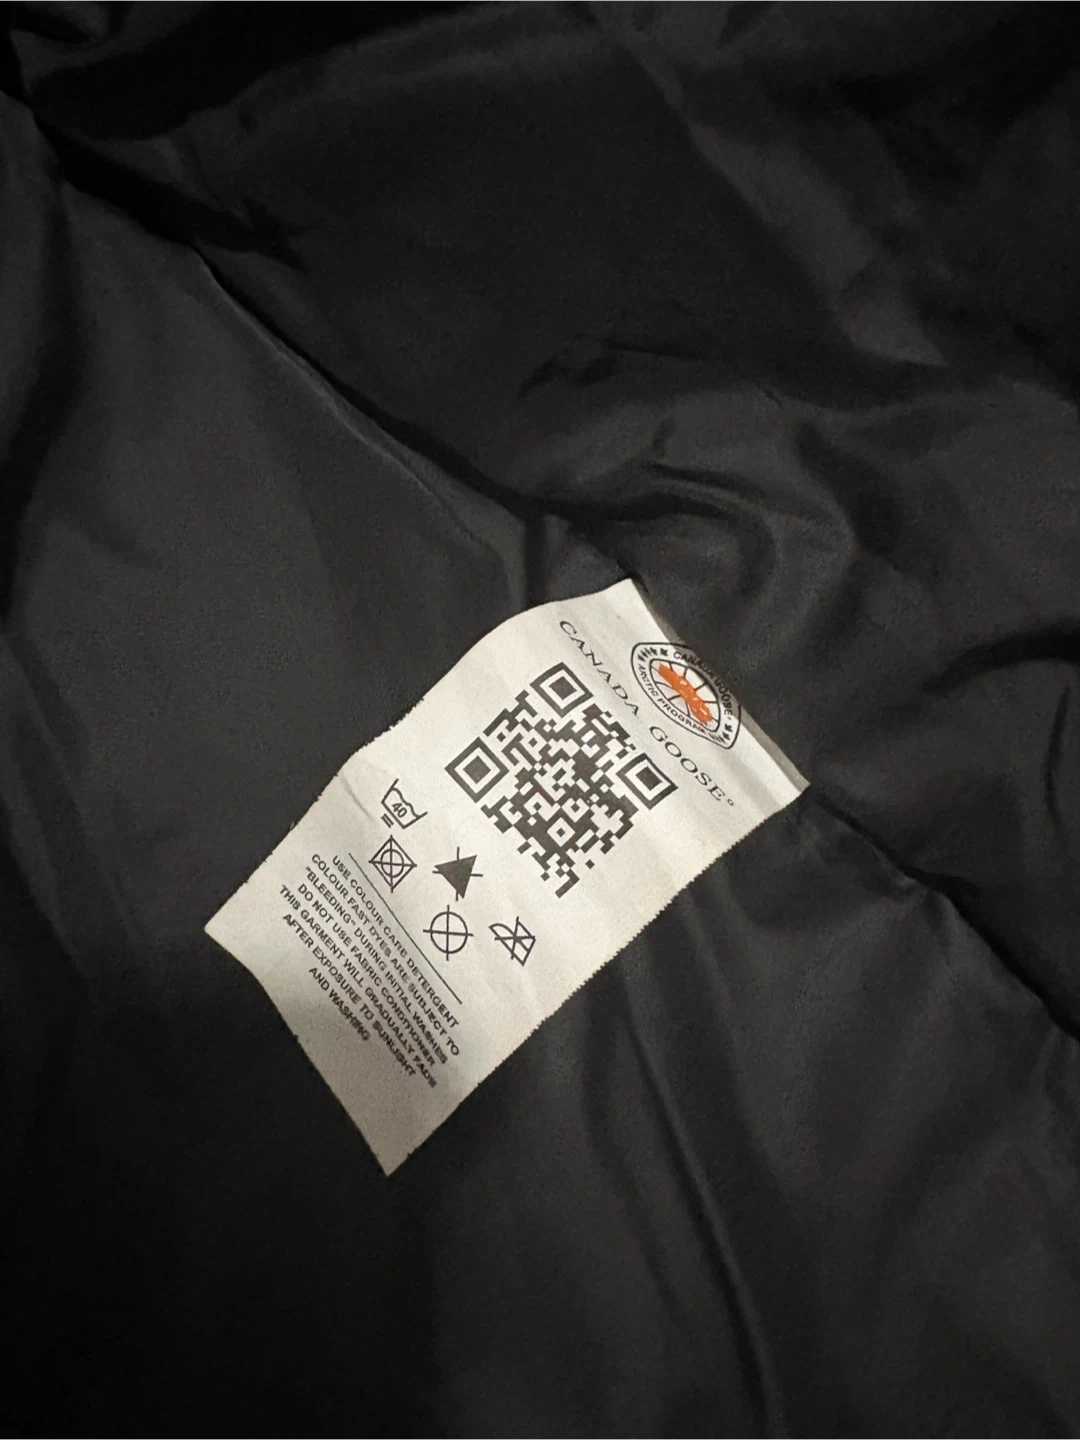 CANADA GOOSE
ARCTIC PROGRAM
CANADA GOOSE®
40
USE COLOUR CARE DETERGENT
COLOUR FAST DYES ARE SUBJECT TO
"BLEEDING" DURING INITIAL WASHES
DO NOT USE FABRIC CONDITIONER
THIS GARMENT WILL GRADUALLY FADE
AFTER EXPOSURE TO SUNLIGHT
AND WASHING